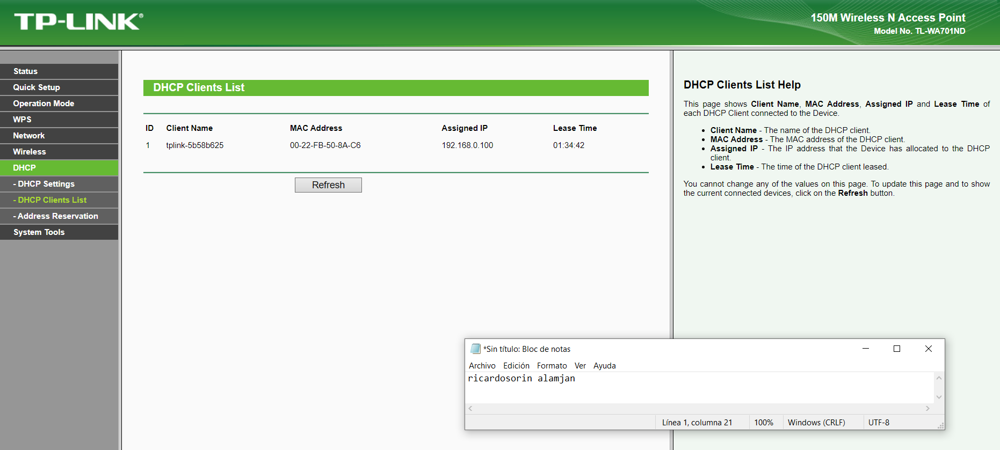 TP-LINK®
150M Wireless N Access Point
Model No. TL-WA701ND
Status
Quick Setup
Operation Mode
WPS
Network
Wireless
DHCP
- DHCP Settings
- DHCP Clients List
- Address Reservation
System Tools
DHCP Clients List
ID Client Name MAC Address Assigned IP Lease Time
1 tplink-5b58b625 00-22-FB-50-8A-C6 192.168.0.100 01:34:42
Refresh
DHCP Clients List Help
This page shows Client Name, MAC Address, Assigned IP and Lease Time of
each DHCP Client connected to the Device.
• Client Name - The name of the DHCP client.
• MAC Address - The MAC address of the DHCP client.
• Assigned IP - The IP address that the Device has allocated to the DHCP
client.
• Lease Time - The time of the DHCP client leased.
You cannot change any of the values on this page. To update this page and to show
the current connected devices, click on the Refresh button.
*Sin título: Bloc de notas
Archivo Edición Formato Ver Ayuda
ricardosorin alamjan
Línea 1, columna 21 100% Windows (CRLF) UTF-8